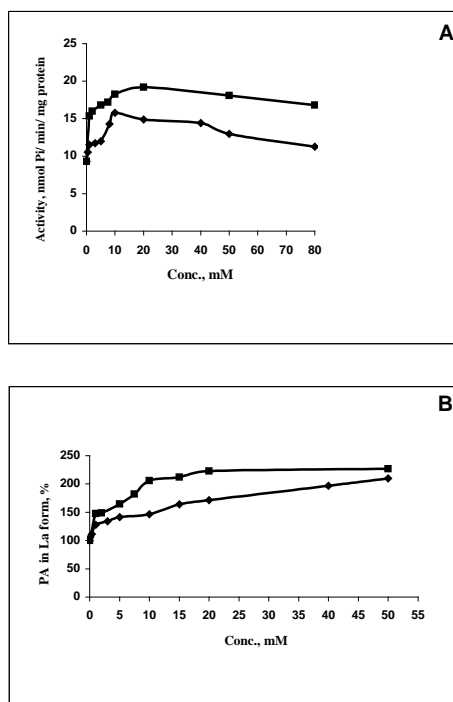 A
Activity, nmol Pi/ min/ mg protein
25
20
15
10
5
0
0 10 20 30 40 50 60 70 80
Conc., mM
B
PA in La form, %
250
200
150
100
50
0
0 5 10 15 20 25 30 35 40 45 50 55
Conc., mM